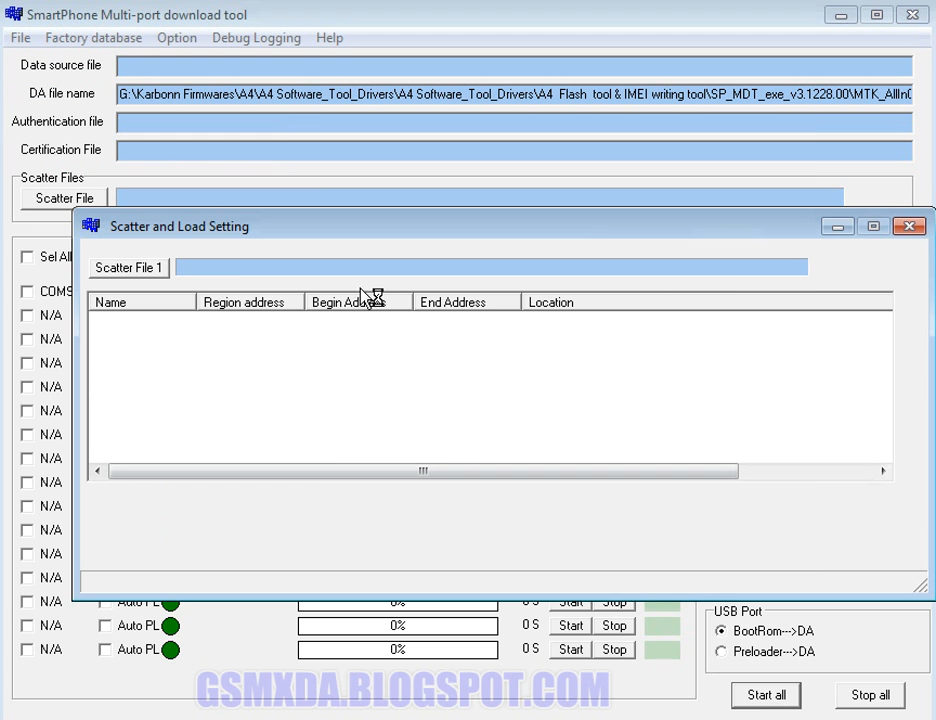 SmartPhone Multi-port download tool
File Factory database Option Debug Logging Help
Data source file
DA file name G:\Karbonn Firmwares\A4\A4 Software_Tool_Drivers\A4 Software_Tool_Drivers\A4 Flash tool & IMEI writing tool\SP_MDT_exe_v3.1228.00\MTK_AllIn
Authentication file
Certification File
Scatter Files
Scatter File
Scatter and Load Setting
Sel All
Scatter File 1
COMS
Name Region address Begin Address End Address Location
N/A
N/A
N/A
N/A
N/A
N/A
N/A
N/A
N/A
N/A
N/A
N/A
N/A Auto PL 0% 0 S Start Stop
USB Port
N/A Auto PL 0% 0 S Start Stop
BootRom--->DA
N/A Auto PL 0% 0 S Start Stop
Preloader--->DA
GSMXDA.BLOGSPOT.COM
Start all Stop all